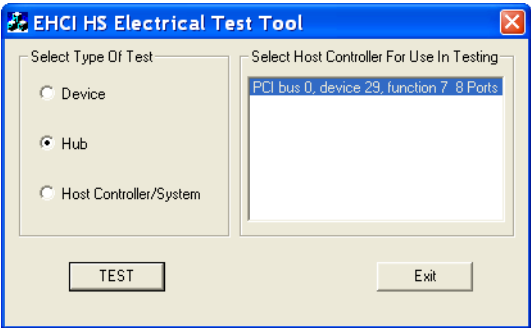 EHCI HS Electrical Test Tool
Select Type Of Test
Device
Hub
Host Controller/System
Select Host Controller For Use In Testing
PCI bus 0, device 29, function 7 8 Ports
TEST
Exit